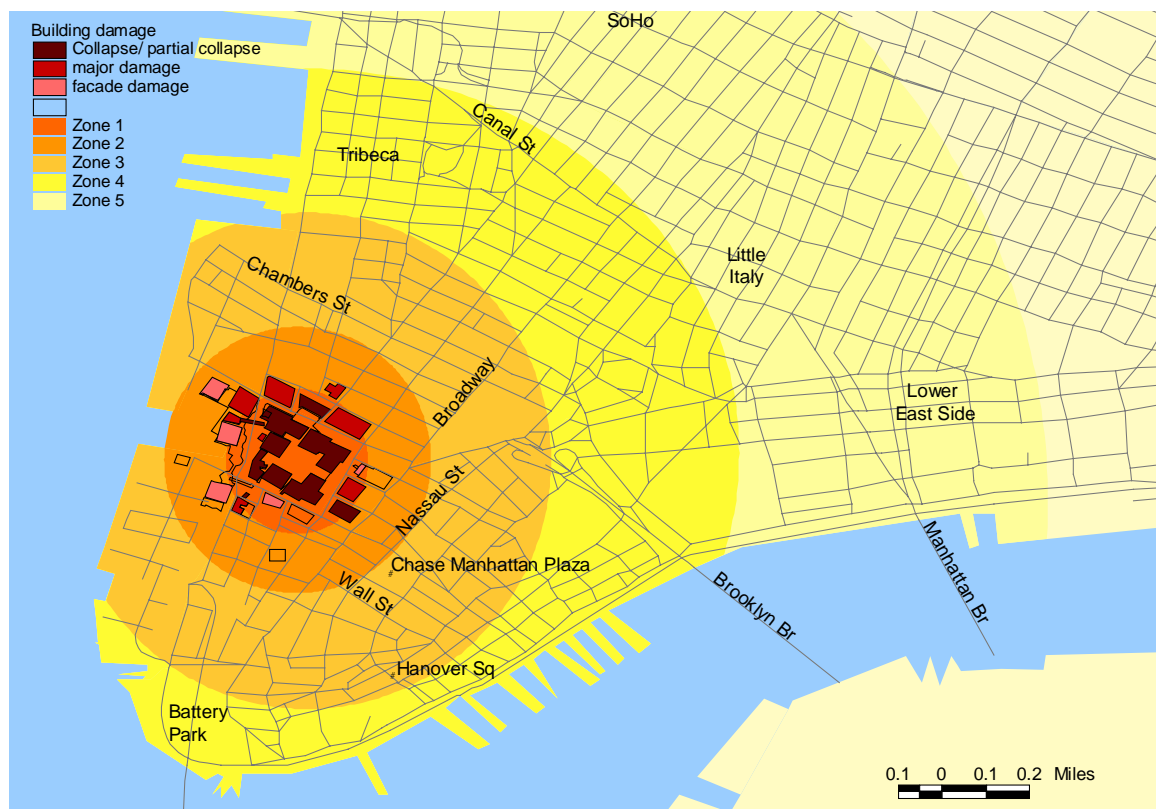 Building damage
Collapse/ partial collapse
major damage
facade damage
Zone 1
Zone 2
Zone 3
Zone 4
Zone 5
SoHo
Canal St
Tribeca
Little
Italy
Chambers St
Broadway
Lower
East Side
Nassau St
Chase Manhattan Plaza
Wall St
Manhattan Br
Brooklyn Br
Hanover Sq
Battery
Park
0.1 0 0.1 0.2 Miles